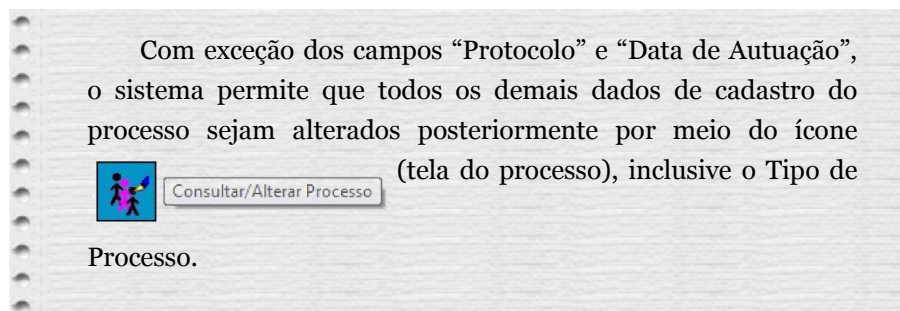 Com exceção dos campos “Protocolo” e “Data de Autuação”,
o sistema permite que todos os demais dados de cadastro do
processo sejam alterados posteriormente por meio do ícone
Consultar/Alterar Processo (tela do processo), inclusive o Tipo de
Processo.